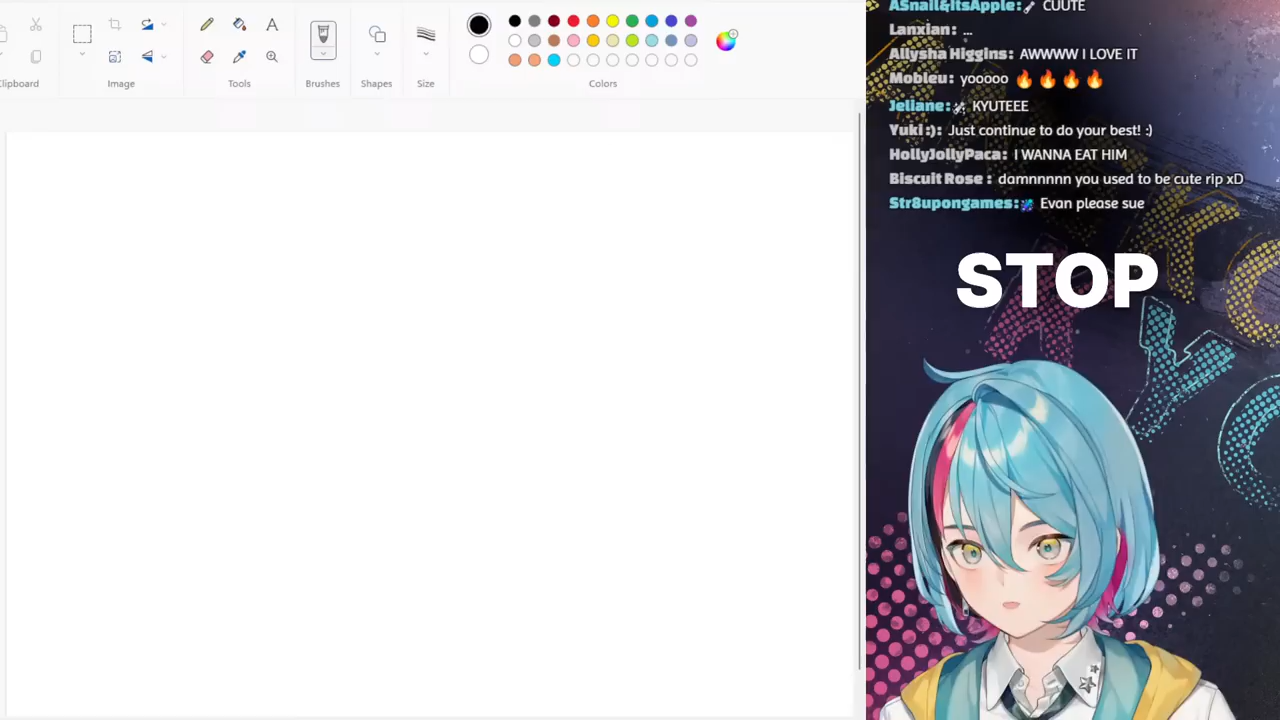 Clipboard
Image
Tools
Brushes
Shapes
Size
Colors
A
ASnail&ItsApple: CUUTE
Lanxian: ...
Allysha Higgins: AWWWW I LOVE IT
Mobleu: yooooo 🔥🔥🔥🔥
Jeliane: KYUTEEE
Yuki :): Just continue to do your best! :)
HollyJollyPaca: I WANNA EAT HIM
Biscuit Rose : damnnnnn you used to be cute rip xD
Str8upongames: Evan please sue
STOP